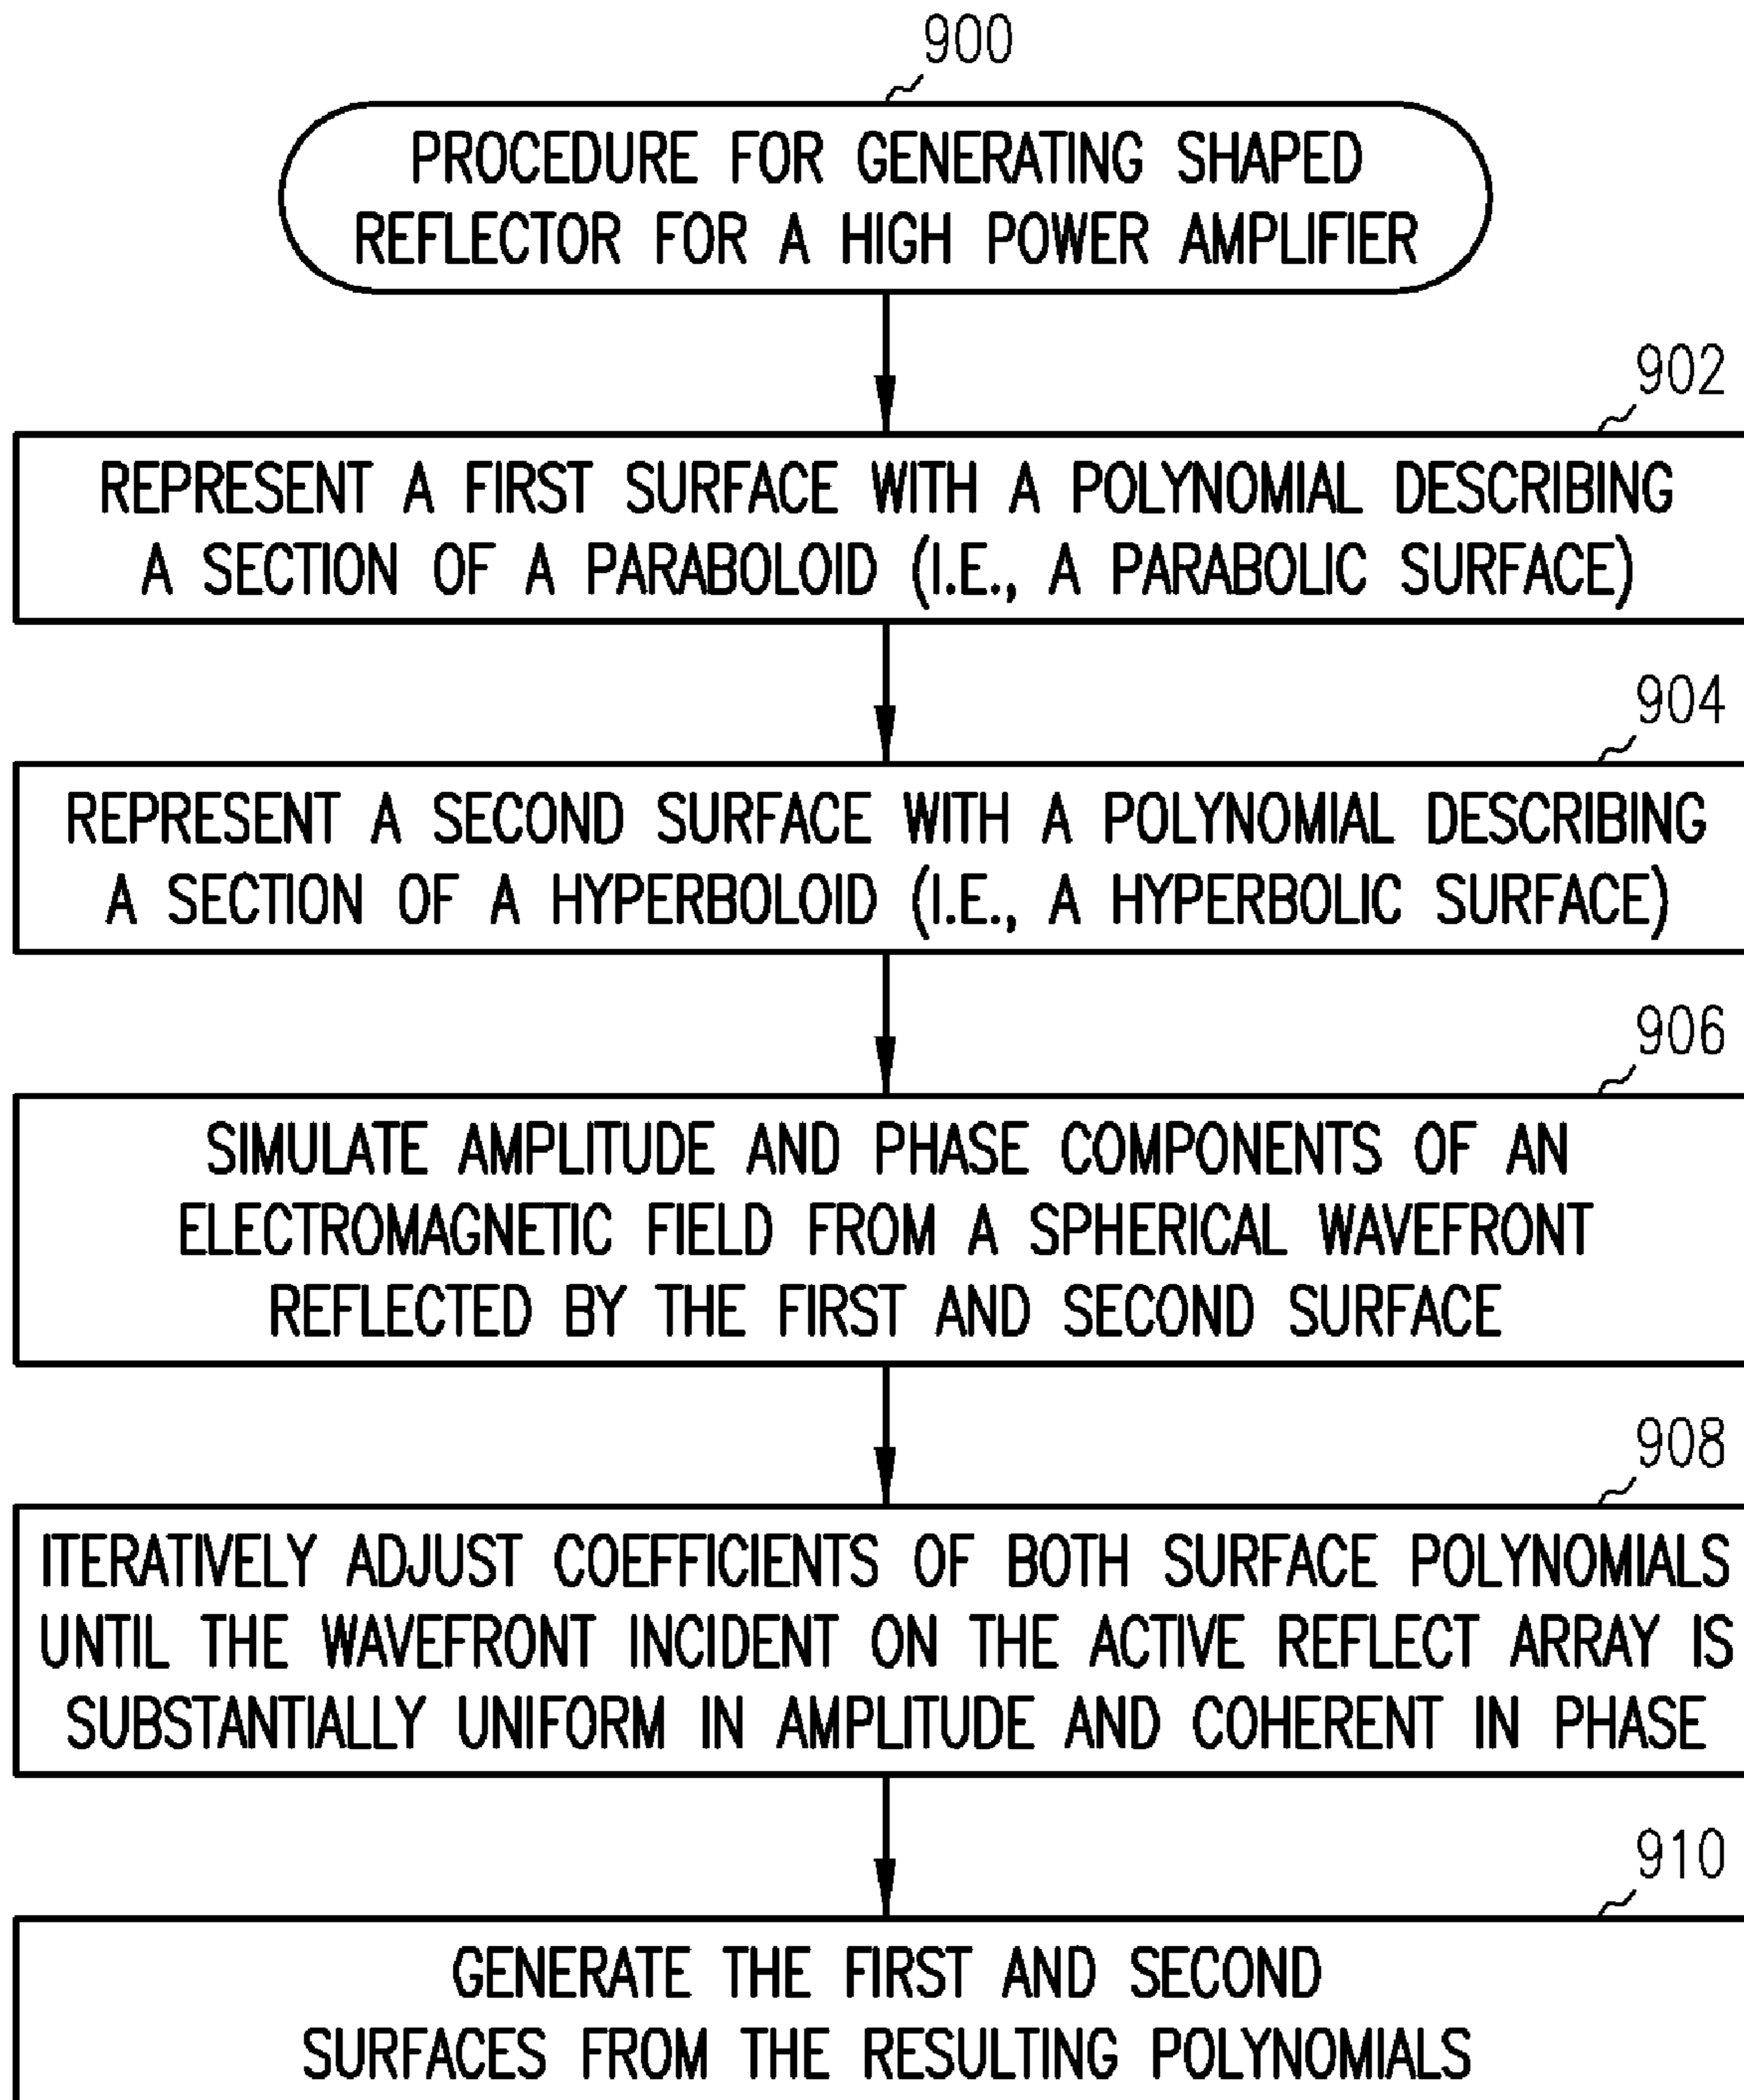 900
PROCEDURE FOR GENERATING SHAPED
REFLECTOR FOR A HIGH POWER AMPLIFIER
902
REPRESENT A FIRST SURFACE WITH A POLYNOMIAL DESCRIBING
A SECTION OF A PARABOLOID (I.E., A PARABOLIC SURFACE)
904
REPRESENT A SECOND SURFACE WITH A POLYNOMIAL DESCRIBING
A SECTION OF A HYPERBOLOID (I.E., A HYPERBOLIC SURFACE)
906
SIMULATE AMPLITUDE AND PHASE COMPONENTS OF AN
ELECTROMAGNETIC FIELD FROM A SPHERICAL WAVEFRONT
REFLECTED BY THE FIRST AND SECOND SURFACE
908
ITERATIVELY ADJUST COEFFICIENTS OF BOTH SURFACE POLYNOMIALS
UNTIL THE WAVEFRONT INCIDENT ON THE ACTIVE REFLECT ARRAY IS
SUBSTANTIALLY UNIFORM IN AMPLITUDE AND COHERENT IN PHASE
910
GENERATE THE FIRST AND SECOND
SURFACES FROM THE RESULTING POLYNOMIALS